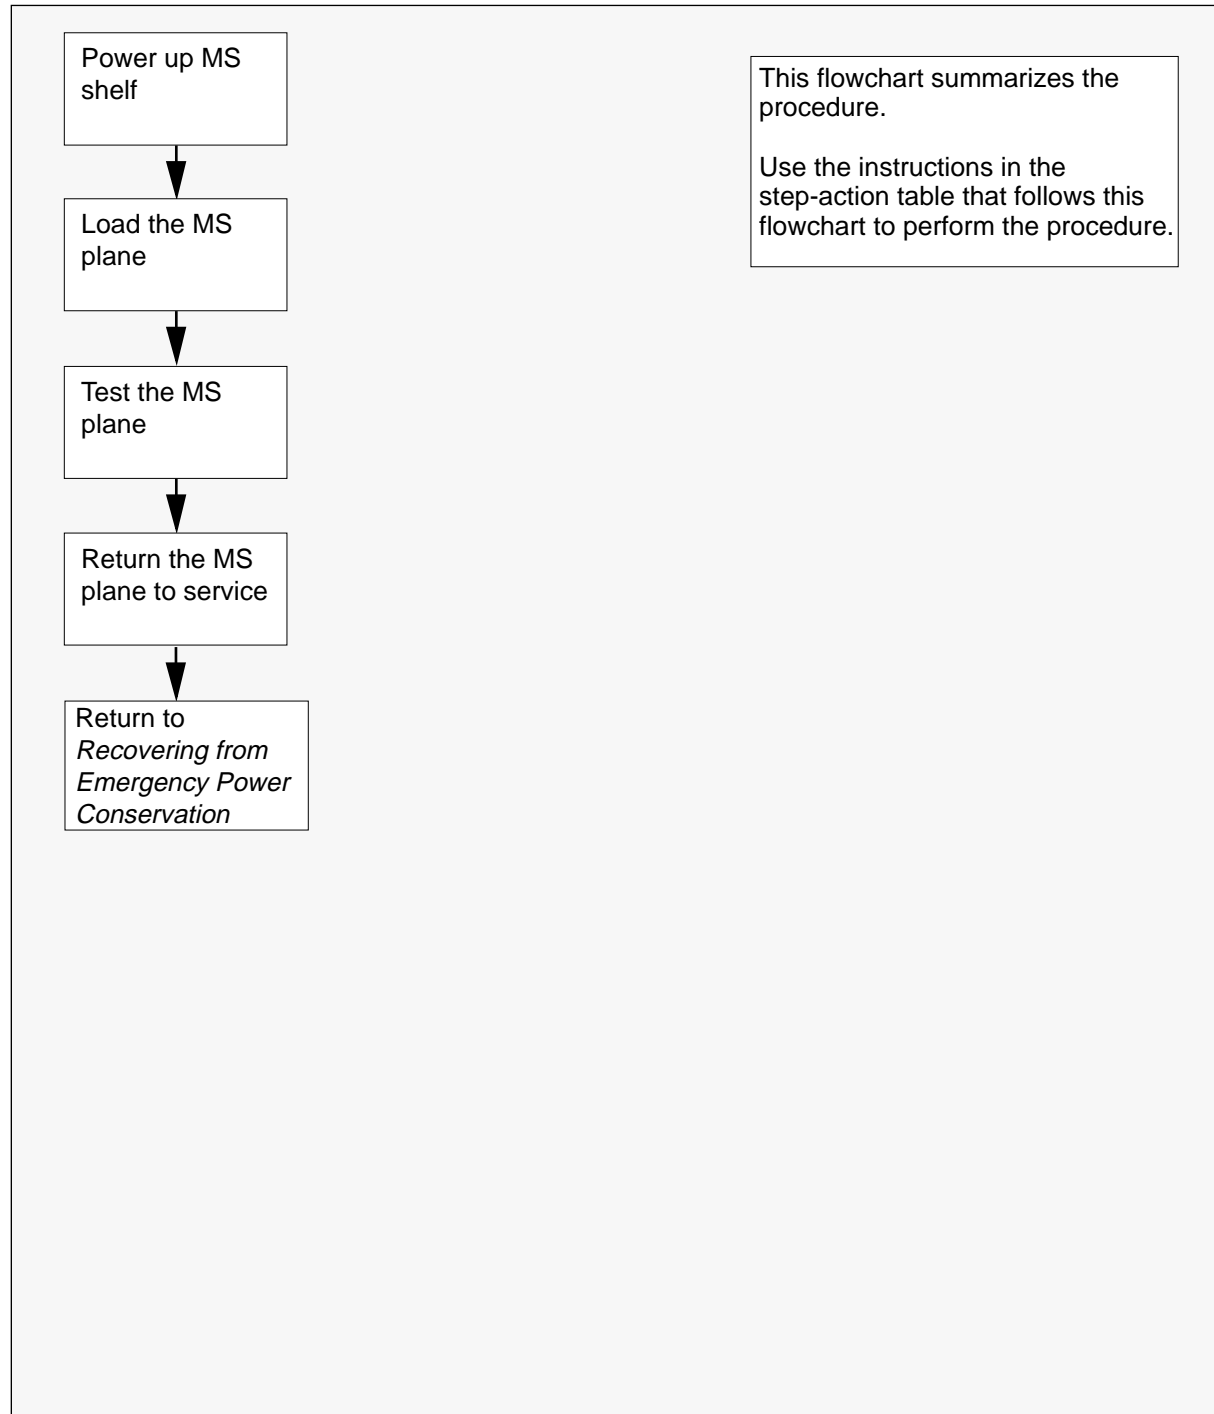 Power up MS
shelf
This flowchart summarizes the
procedure.
Use the instructions in the
step-action table that follows this
flowchart to perform the procedure.
Load the MS
plane
Test the MS
plane
Return the MS
plane to service
Return to
Recovering from
Emergency Power
Conservation